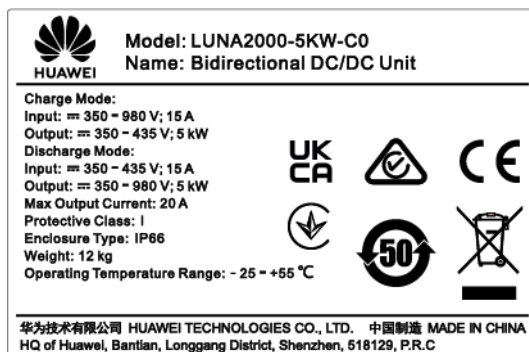 HUAWEI
Model: LUNA2000-5KW-C0
Name: Bidirectional DC/DC Unit
Charge Mode:
Input: ⎓ 350 - 980 V; 15 A
Output: ⎓ 350 - 435 V; 5 kW
Discharge Mode:
Input: ⎓ 350 - 435 V; 15 A
Output: ⎓ 350 - 980 V; 5 kW
Max Output Current: 20 A
Protective Class: I
Enclosure Type: IP66
Weight: 12 kg
Operating Temperature Range: - 25 ~ +55 ℃
UK
CA
CE
50
华为技术有限公司 HUAWEI TECHNOLOGIES CO., LTD. 中国制造 MADE IN CHINA
HQ of Huawei, Bantian, Longgang District, Shenzhen, 518129, P.R.C